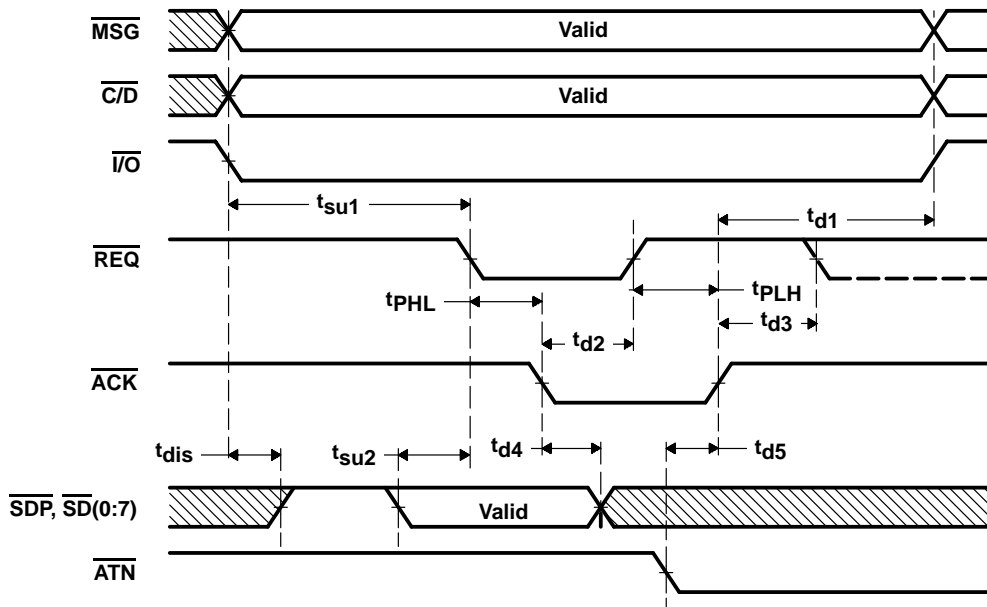 MSG
Valid
C/D
Valid
I/O
tsu1
td1
REQ
tPHL
tPLH
td3
td2
ACK
tdis
tsu2
td4
td5
SDP, SD(0:7)
Valid
ATN